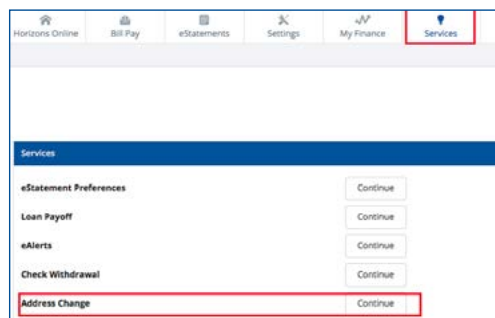 Horizons Online Bill Pay eStatements Settings My Finance Services
Services
eStatement Preferences Continue
Loan Payoff Continue
eAlerts Continue
Check Withdrawal Continue
Address Change Continue